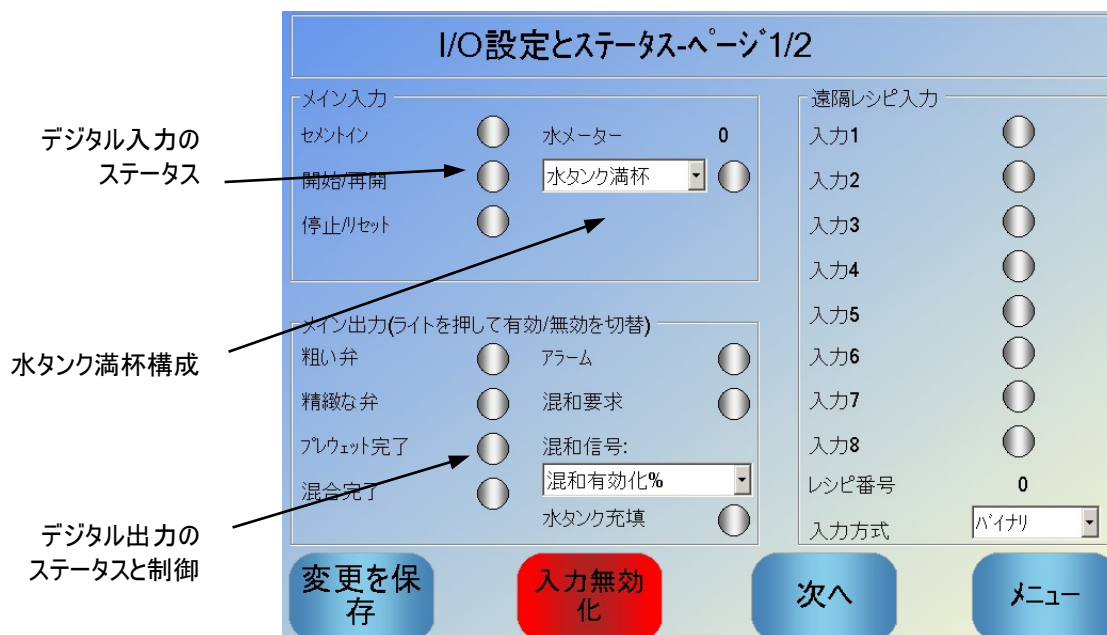 I/O設定とステータス-ページ1/2
デジタル入力の
ステータス
水タンク満杯構成
デジタル出力の
ステータスと制御
メイン入力
セメントイン
水メーター 0
開始/再開
水タンク満杯
停止/リセット
メイン出力(ライトを押して有効/無効を切替)
粗い弁
アラーム
精緻な弁
混和要求
プレウェット完了
混和信号:
混合完了
混和有効化%
水タンク充填
遠隔レシピ入力
入力1
入力2
入力3
入力4
入力5
入力6
入力7
入力8
レシピ番号 0
入力方式 バイナリ
変更を保
存
入力無効
化
次へ
メニュー